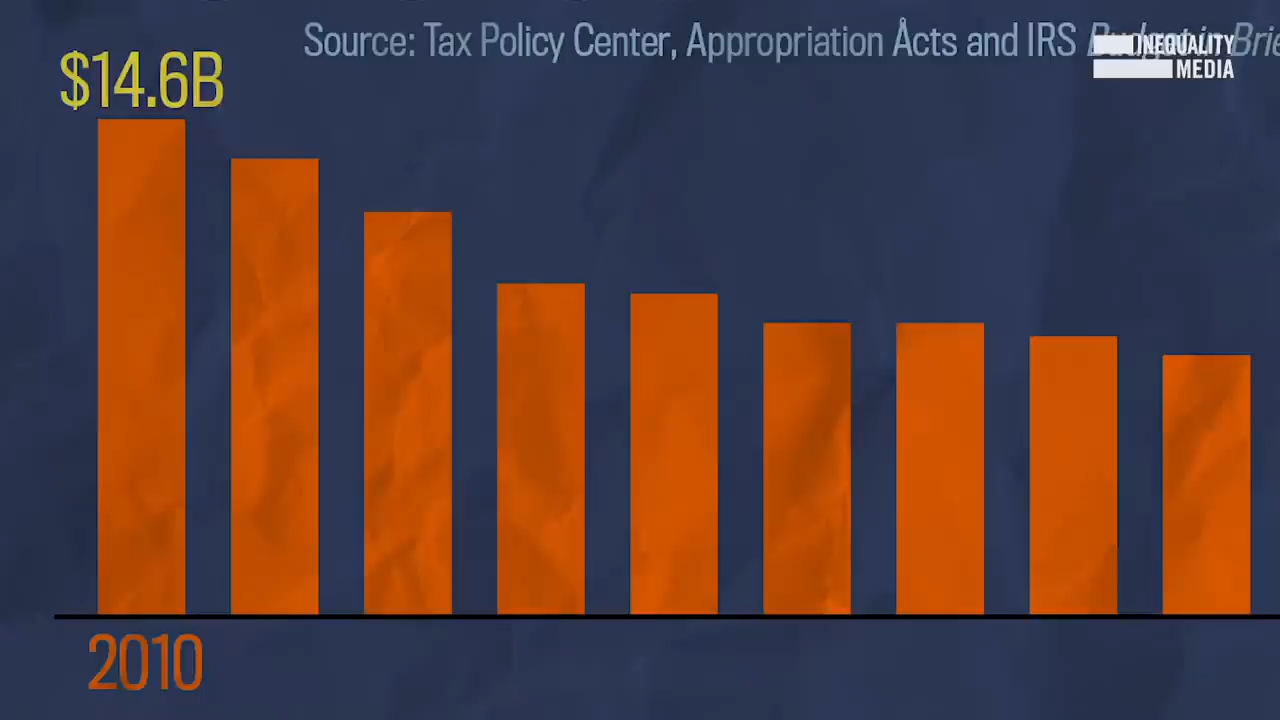 Source: Tax Policy Center, Appropriation Acts and IRS
INEQUALITY
MEDIA
$14.6B
2010